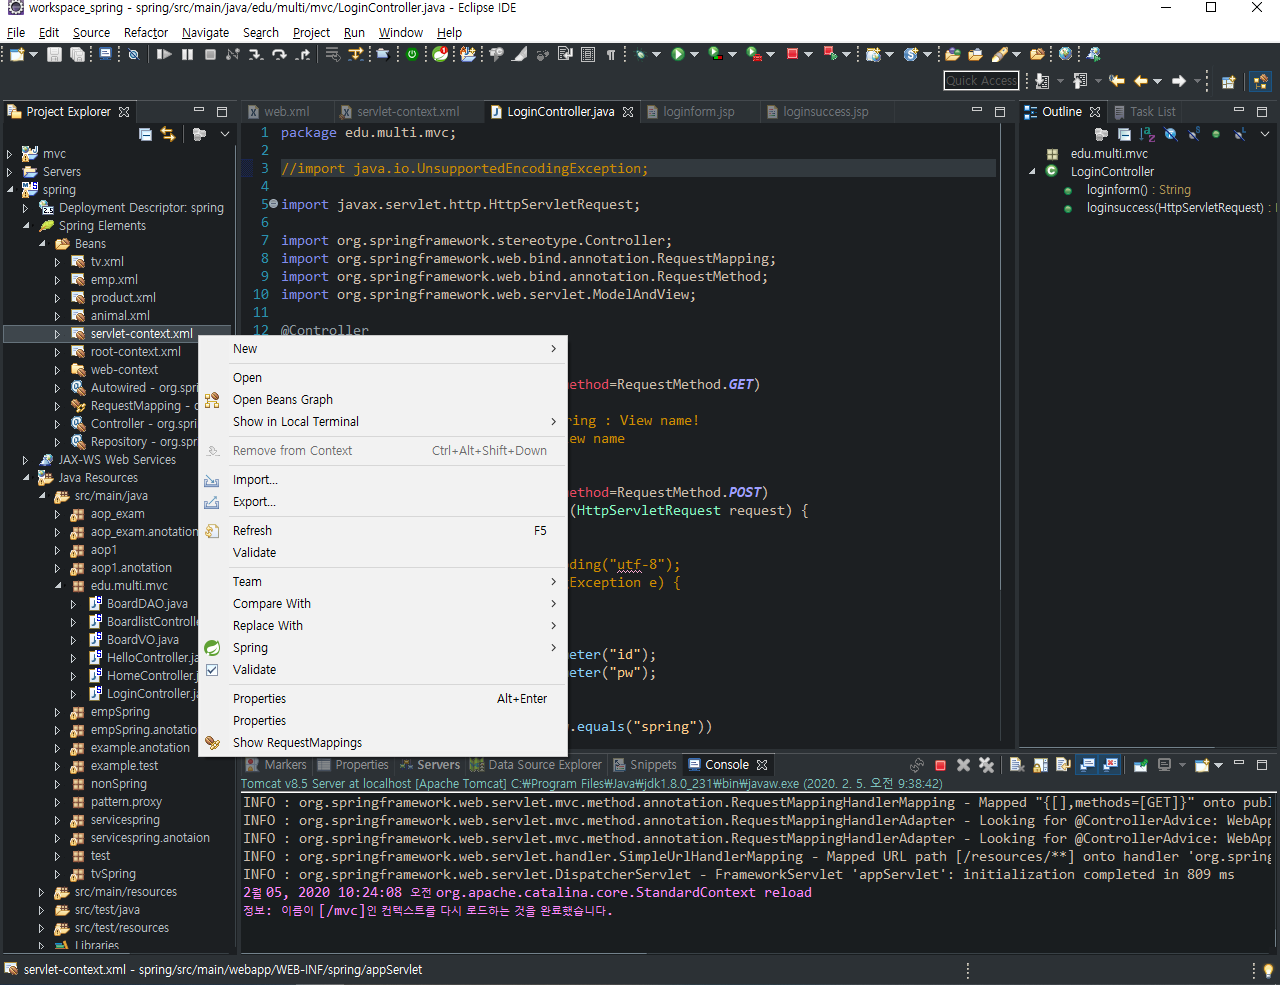 workspace_spring - spring/src/main/java/edu/multi/mvc/LoginController.java - Eclipse IDE
File Edit Source Refactor Navigate Search Project Run Window Help
Quick Access
Project Explorer
mvc
Servers
spring
Deployment Descriptor: spring
Spring Elements
Beans
tv.xml
emp.xml
product.xml
animal.xml
servlet-context.xml
root-context.xml
web-context
Autowired - org.spri
RequestMapping - o
Controller - org.spri
Repository - org.spr
JAX-WS Web Services
Java Resources
src/main/java
aop_exam
aop_exam.anotation
aop1
aop1.anotation
edu.multi.mvc
BoardDAO.java
BoardlistControlle
BoardVO.java
HelloController.ja
HomeController.j
LoginController.ja
empSpring
empSpring.anotatio
example.anotation
example.test
nonSpring
pattern.proxy
servicespring
servicespring.anotaion
test
tvSpring
src/main/resources
src/test/java
src/test/resources
Libraries
web.xml servlet-context.xml LoginController.java loginform.jsp loginsuccess.jsp
1 package edu.multi.mvc;
2
3 //import java.io.UnsupportedEncodingException;
4
5 import javax.servlet.http.HttpServletRequest;
6
7 import org.springframework.stereotype.Controller;
8 import org.springframework.web.bind.annotation.RequestMapping;
9 import org.springframework.web.bind.annotation.RequestMethod;
10 import org.springframework.web.servlet.ModelAndView;
11
12 @Controller
method=RequestMethod.GET)
ring : View name!
ew name
method=RequestMethod.POST)
(HttpServletRequest request) {
ding("utf-8");
Exception e) {
eter("id");
eter("pw");
.equals("spring"))
New
Open
Open Beans Graph
Show in Local Terminal
Remove from Context Ctrl+Alt+Shift+Down
Import...
Export...
Refresh F5
Validate
Team
Compare With
Replace With
Spring
Validate
Properties Alt+Enter
Properties
Show RequestMappings
Outline Task List
edu.multi.mvc
LoginController
loginform() : String
loginsuccess(HttpServletRequest) :
Markers Properties Servers Data Source Explorer Snippets Console
Tomcat v8.5 Server at localhost [Apache Tomcat] C:₩Program Files₩Java₩jdk1.8.0_231₩bin₩javaw.exe (2020. 2. 5. 오전 9:38:42)
INFO : org.springframework.web.servlet.mvc.method.annotation.RequestMappingHandlerMapping - Mapped "{[],methods=[GET]}" onto publ
INFO : org.springframework.web.servlet.mvc.method.annotation.RequestMappingHandlerAdapter - Looking for @ControllerAdvice: WebApp
INFO : org.springframework.web.servlet.mvc.method.annotation.RequestMappingHandlerAdapter - Looking for @ControllerAdvice: WebApp
INFO : org.springframework.web.servlet.handler.SimpleUrlHandlerMapping - Mapped URL path [/resources/**] onto handler 'org.spring
INFO : org.springframework.web.servlet.DispatcherServlet - FrameworkServlet 'appServlet': initialization completed in 809 ms
2월 05, 2020 10:24:08 오전 org.apache.catalina.core.StandardContext reload
정보: 이름이 [/mvc]인 컨텍스트를 다시 로드하는 것을 완료했습니다.
servlet-context.xml - spring/src/main/webapp/WEB-INF/spring/appServlet